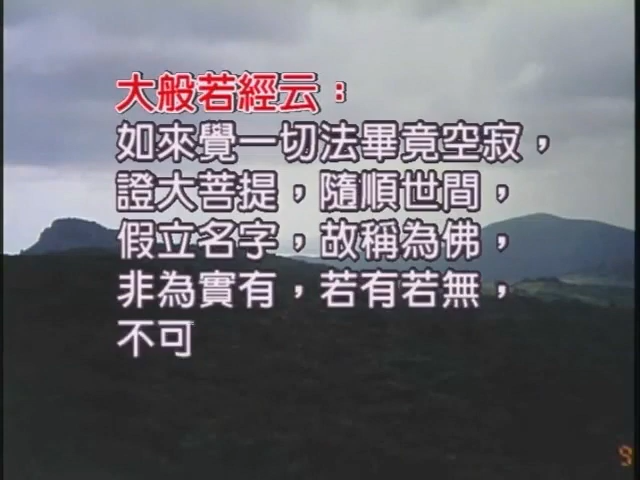 大般若經云：
如來覺一切法畢竟空寂，
證大菩提，隨順世間，
假立名字，故稱為佛，
非為實有，若有若無，
不可
9